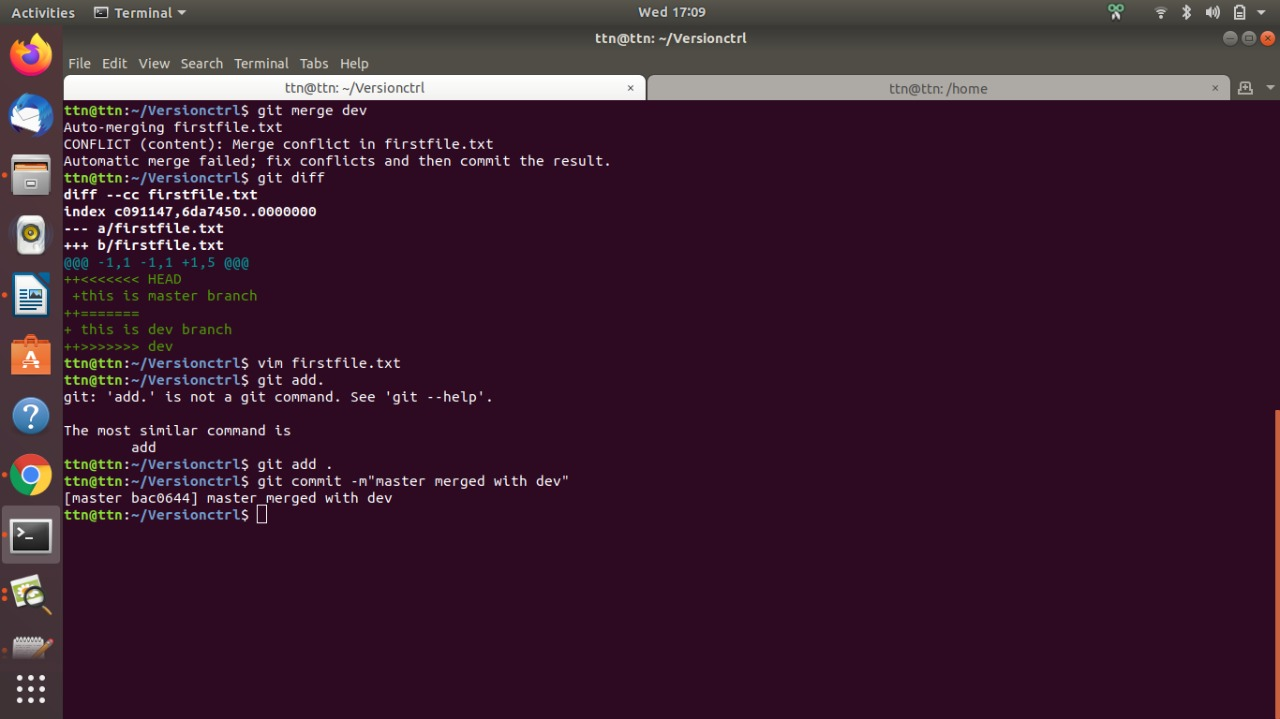 Activities Terminal Wed 17:09
ttn@ttn: ~/Versionctrl
File Edit View Search Terminal Tabs Help
ttn@ttn: ~/Versionctrl × ttn@ttn: /home ×
ttn@ttn:~/Versionctrl$ git merge dev
Auto-merging firstfile.txt
CONFLICT (content): Merge conflict in firstfile.txt
Automatic merge failed; fix conflicts and then commit the result.
ttn@ttn:~/Versionctrl$ git diff
diff --cc firstfile.txt
index c091147,6da7450..0000000
--- a/firstfile.txt
+++ b/firstfile.txt
@@@ -1,1 -1,1 +1,5 @@@
++<<<<<<< HEAD
 +this is master branch
++=======
+ this is dev branch
++>>>>>>> dev
ttn@ttn:~/Versionctrl$ vim firstfile.txt
ttn@ttn:~/Versionctrl$ git add.
git: 'add.' is not a git command. See 'git --help'.

The most similar command is
        add
ttn@ttn:~/Versionctrl$ git add .
ttn@ttn:~/Versionctrl$ git commit -m"master merged with dev"
[master bac0644] master merged with dev
ttn@ttn:~/Versionctrl$